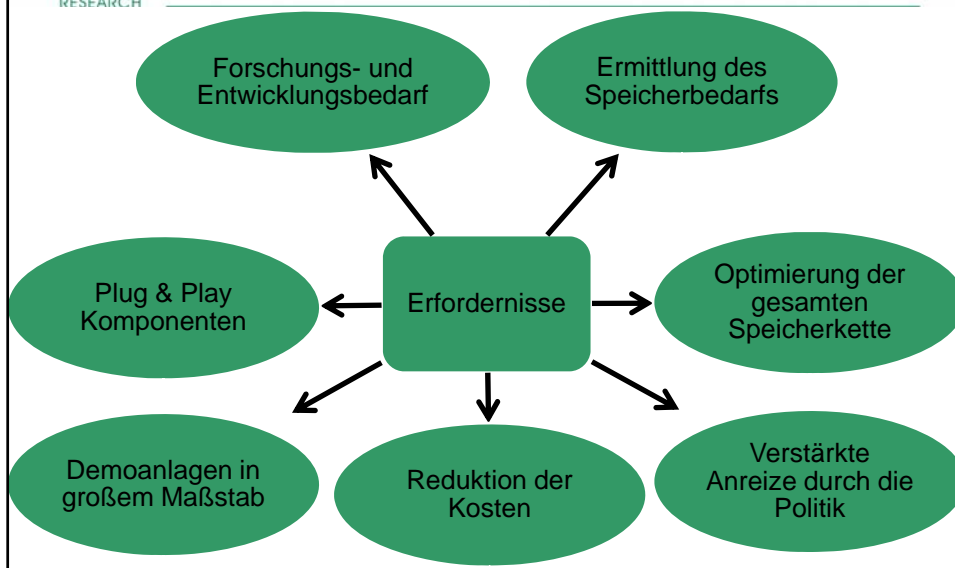 RESEARCH
Forschungs- und
Entwicklungsbedarf
Ermittlung des
Speicherbedarfs
Plug & Play
Komponenten
Erfordernisse
Optimierung der
gesamten
Speicherkette
Demoanlagen in
großem Maßstab
Reduktion der
Kosten
Verstärkte
Anreize durch die
Politik